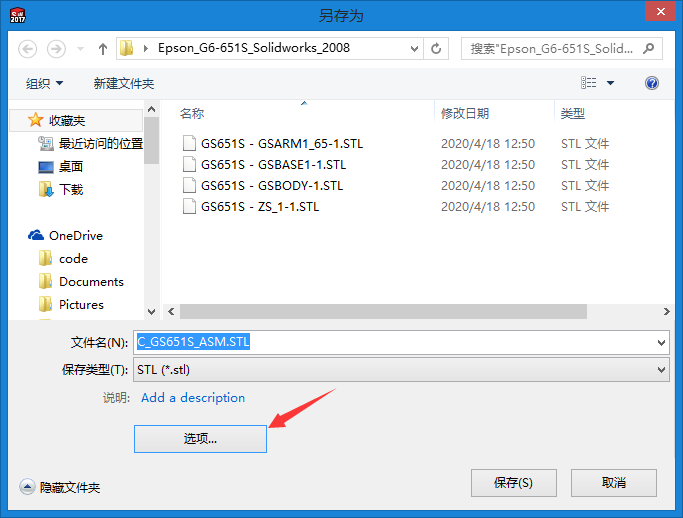 SW
2017
另存为
Epson_G6-651S_Solidworks_2008
搜索"Epson_G6-651S_Solid...
组织
新建文件夹
收藏夹
最近访问的位置
桌面
下载
OneDrive
code
Documents
Pictures
名称 修改日期 类型
GS651S - GSARM1_65-1.STL 2020/4/18 12:50 STL 文件
GS651S - GSBASE1-1.STL 2020/4/18 12:50 STL 文件
GS651S - GSBODY-1.STL 2020/4/18 12:50 STL 文件
GS651S - ZS_1-1.STL 2020/4/18 12:50 STL 文件
文件名(N): C_GS651S_ASM.STL
保存类型(T): STL (*.stl)
说明: Add a description
选项...
隐藏文件夹
保存(S)
取消